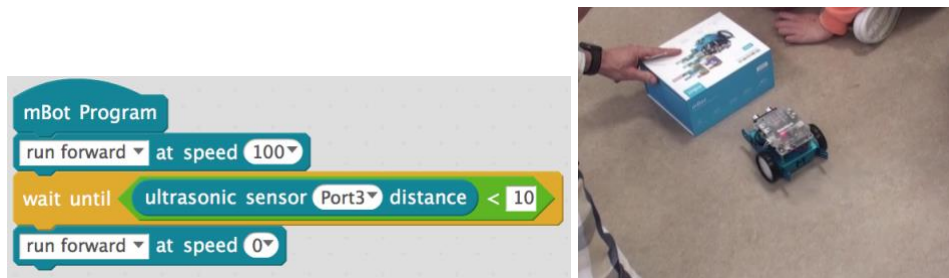 mBot Program
run forward at speed 100
wait until ultrasonic sensor Port3 distance < 10
run forward at speed 0